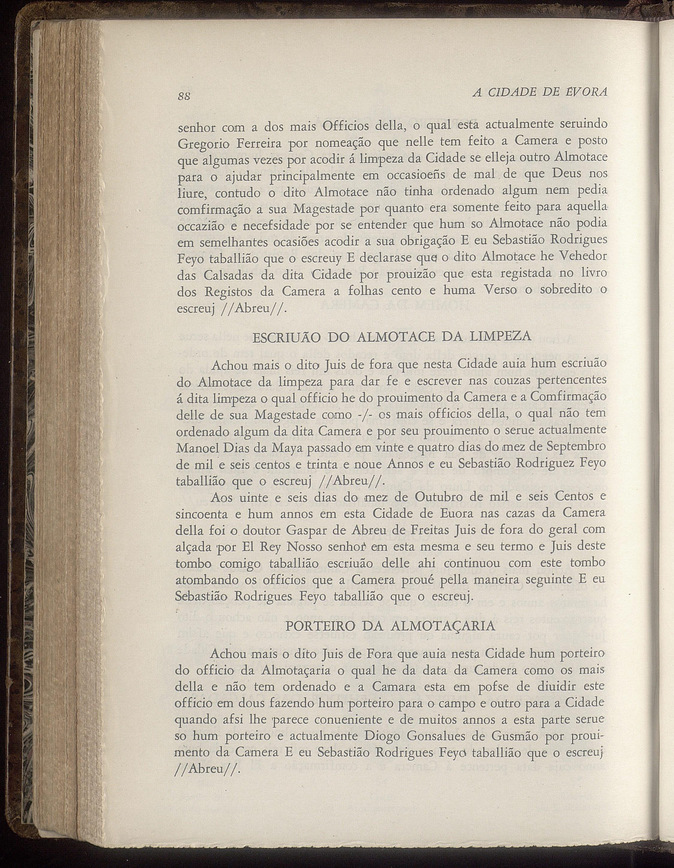 88
A CIDADE DE ÉVORA
senhor com a dos mais Officios della, o qual está actualmente seruindo
Gregorio Ferreira por nomeação que nelle tem feito a Camera e posto
que algumas vezes por acodir á limpeza da Cidade se elleja outro Almotace
para o ajudar principalmente em occasioẽs de mal de que Deus nos
liure, contudo o dito Almotace não tinha ordenado algum nem pedia
comfirmação a sua Magestade por quanto era somente feito para aquella
occazião e necefsidade por se entender que hum so Almotace não podia
em semelhantes ocasiões acodir a sua obrigação E eu Sebastião Rodrigues
Feyo taballião que o escreuy E declarase que o dito Almotace he Vehedor
das Calsadas da dita Cidade por prouizão que esta registada no livro
dos Registos da Camera a folhas cento e huma Verso o sobredito o
escreuj //Abreu//.
ESCRIUÃO DO ALMOTACE DA LIMPEZA
Achou mais o dito Juis de fora que nesta Cidade auia hum escriuão
do Almotace da limpeza para dar fe e escrever nas couzas pertencentes
á dita limpeza o qual officio he do prouimento da Camera e a Comfirmação
delle de sua Magestade como -/- os mais officios della, o qual não tem
ordenado algum da dita Camera e por seu prouimento o serue actualmente
Manoel Dias da Maya passado em vinte e quatro dias do mez de Septembro
de mil e seis centos e trinta e noue Annos e eu Sebastião Rodriguez Feyo
taballião que o escreuj //Abreu//.
Aos uinte e seis dias do mez de Outubro de mil e seis Centos e
sincoenta e hum annos em esta Cidade de Euora nas cazas da Camera
della foi o doutor Gaspar de Abreu de Freitas Juis de fora do geral com
alçada por El Rey Nosso senhor em esta mesma e seu termo e Juis deste
tombo comigo taballião escriuão delle ahi continuou com este tombo
atombando os officios que a Camera proué pella maneira seguinte E eu
Sebastião Rodrigues Feyo taballião que o escreuj.
PORTEIRO DA ALMOTAÇARIA
Achou mais o dito Juis de Fora que auia nesta Cidade hum porteiro
do officio da Almotaçaria o qual he da data da Camera como os mais
della e não tem ordenado e a Camara esta em pofse de diuidir este
officio em dous fazendo hum porteiro para o campo e outro para a Cidade
quando afsi lhe parece conueniente e de muitos annos a esta parte serue
so hum porteiro e actualmente Diogo Gonsalues de Gusmão por proui-
mento da Camera E eu Sebastião Rodrigues Feyo taballião que o escreuj
//Abreu//.